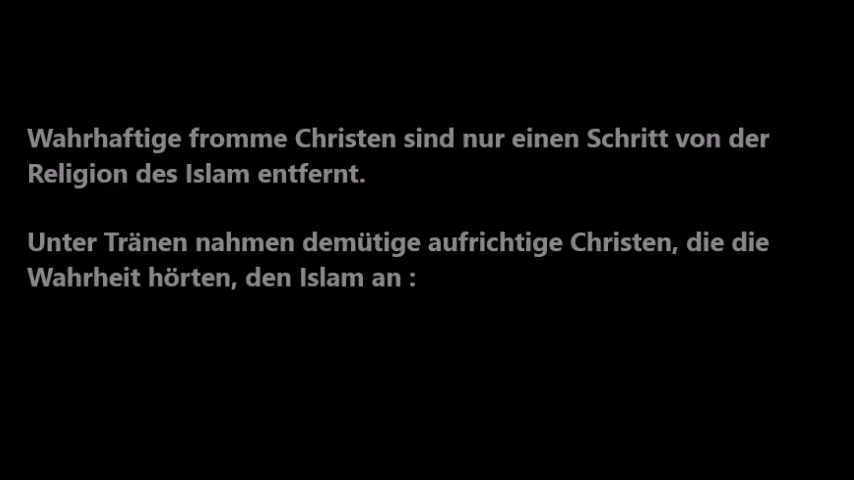 Wahrhaftige fromme Christen sind nur einen Schritt von der
Religion des Islam entfernt.
Unter Tränen nahmen demütige aufrichtige Christen, die die
Wahrheit hörten, den Islam an :